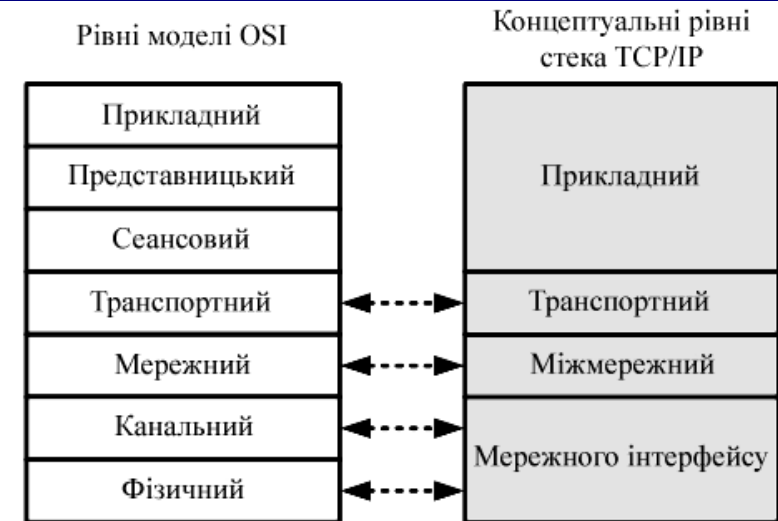 Рівні моделі OSI
Прикладний
Представницький
Сеансовий
Транспортний
Мережний
Канальний
Фізичний
Концептуальні рівні
стека TCP/IP
Прикладний
Транспортний
Міжмережний
Мережного інтерфейсу